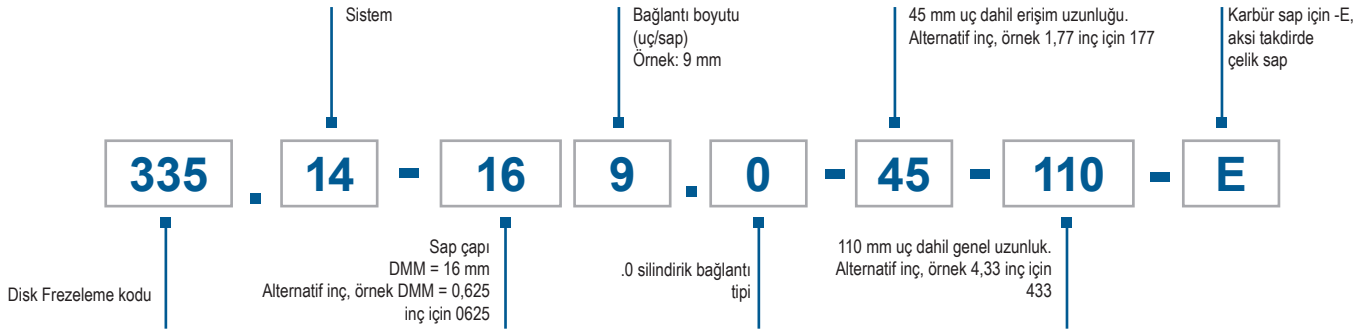 Sistem
Bağlantı boyutu
(uç/sap)
Örnek: 9 mm
45 mm uç dahil erişim uzunluğu.
Alternatif inç, örnek 1,77 inç için 177
Karbür sap için -E,
aksi takdirde
çelik sap
335 . 14 - 16 9 . 0 - 45 - 110 - E
Disk Frezeleme kodu
Sap çapı
DMM = 16 mm
Alternatif inç, örnek DMM = 0,625
inç için 0625
.0 silindirik bağlantı
tipi
110 mm uç dahil genel uzunluk.
Alternatif inç, örnek 4,33 inç için
433